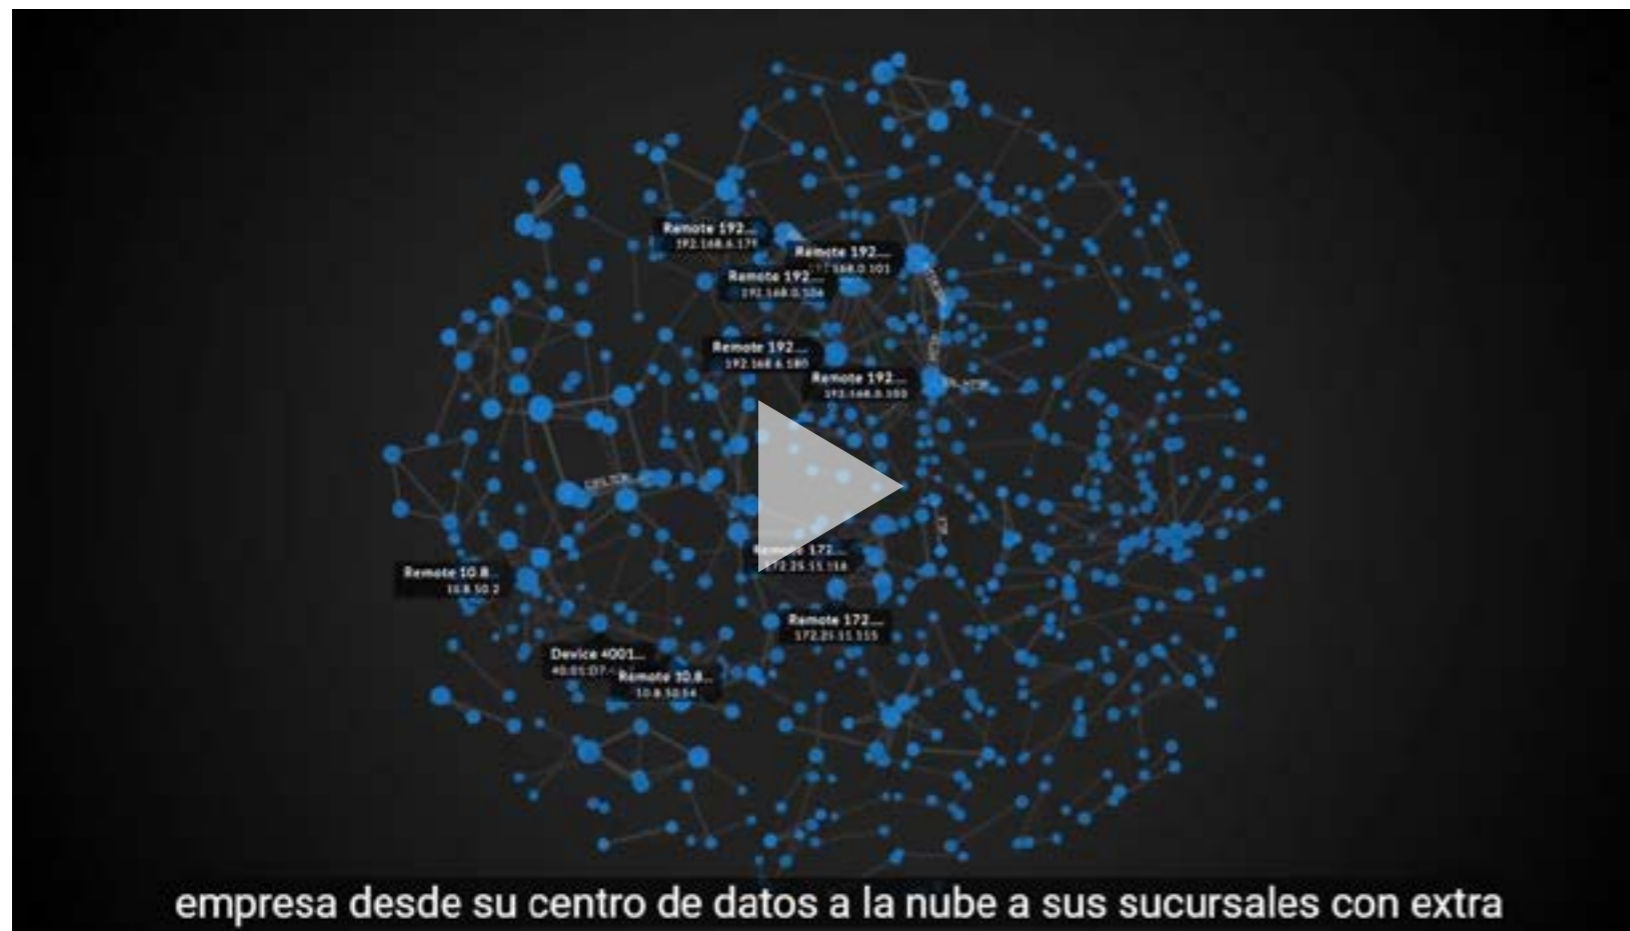 Remote 192...
192.168.6.179
Remote 192...
168.0.101
Remote 192...
192.168.0.106
Remote 192...
192.168.6.180
Remote 192...
192.168.0.100
Remote 172...
172.25.11.116
Remote 10.8...
10.8.50.2
Remote 172...
172.25.11.115
Device 4001...
Remote 10.8...
10.8.50.54
empresa desde su centro de datos a la nube a sus sucursales con extra